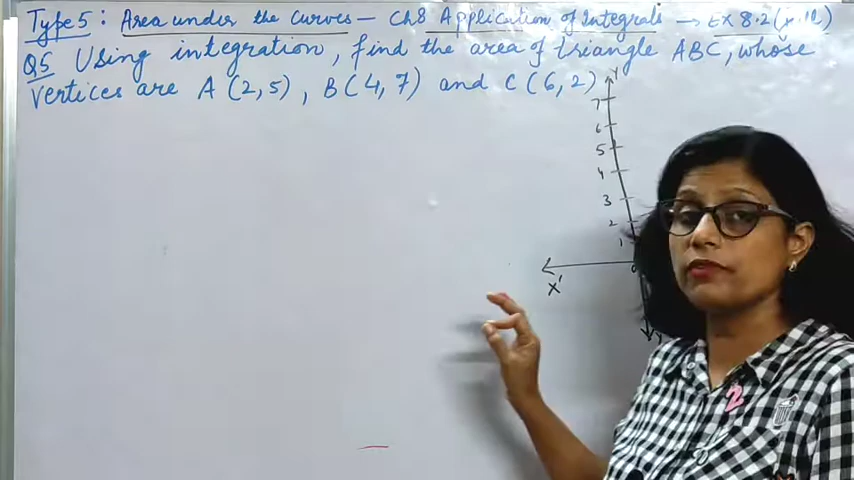 Type 5: Area under the Curves - Ch8 Application of Integrals → Ex 8.2 (x.12)
Q5 Using integration, find the area of triangle ABC, whose
vertices are A (2,5), B(4,7) and C(6,2)
Y
7
6
5
4
3
2
1
X'
2